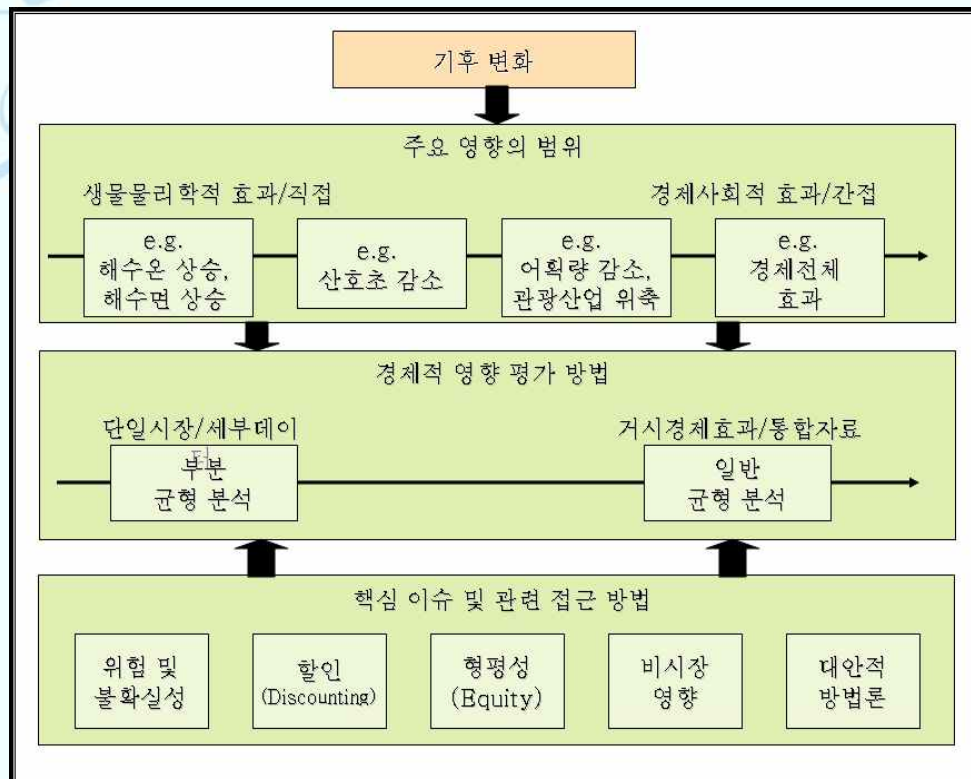 기후 변화
주요 영향의 범위
생물물리학적 효과/직접
경제사회적 효과/간접
e.g.
해수온 상승,
해수면 상승
e.g.
산호초 감소
e.g.
어획량 감소,
관광산업 위축
e.g.
경제전체
효과
경제적 영향 평가 방법
단일시장/세부데이
터
거시경제효과/통합자료
부분
균형 분석
일반
균형 분석
핵심 이슈 및 관련 접근 방법
위험 및
불확실성
할인
(Discounting)
형평성
(Equity)
비시장
영향
대안적
방법론